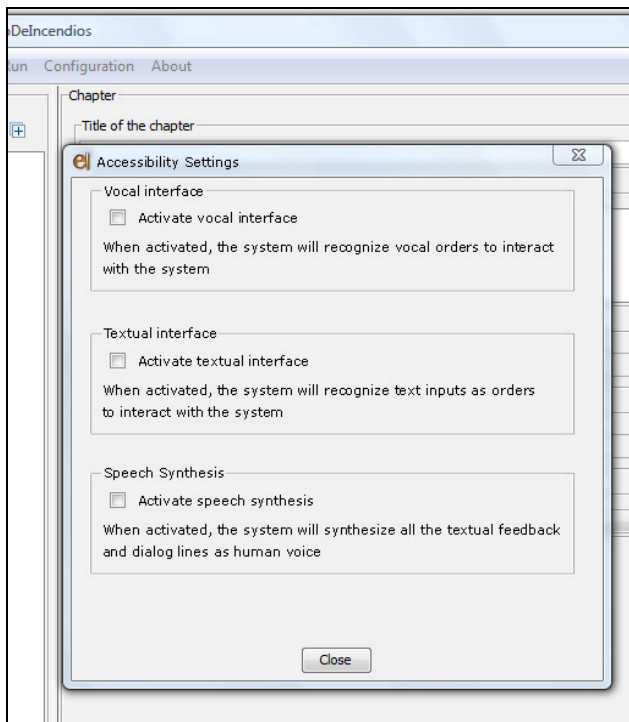 oDeIncendios
Run Configuration About
Chapter
Title of the chapter
Accessibility Settings
Vocal interface
Activate vocal interface
When activated, the system will recognize vocal orders to interact
with the system
Textual interface
Activate textual interface
When activated, the system will recognize text inputs as orders
to interact with the system
Speech Synthesis
Activate speech synthesis
When activated, the system will synthesize all the textual feedback
and dialog lines as human voice
Close